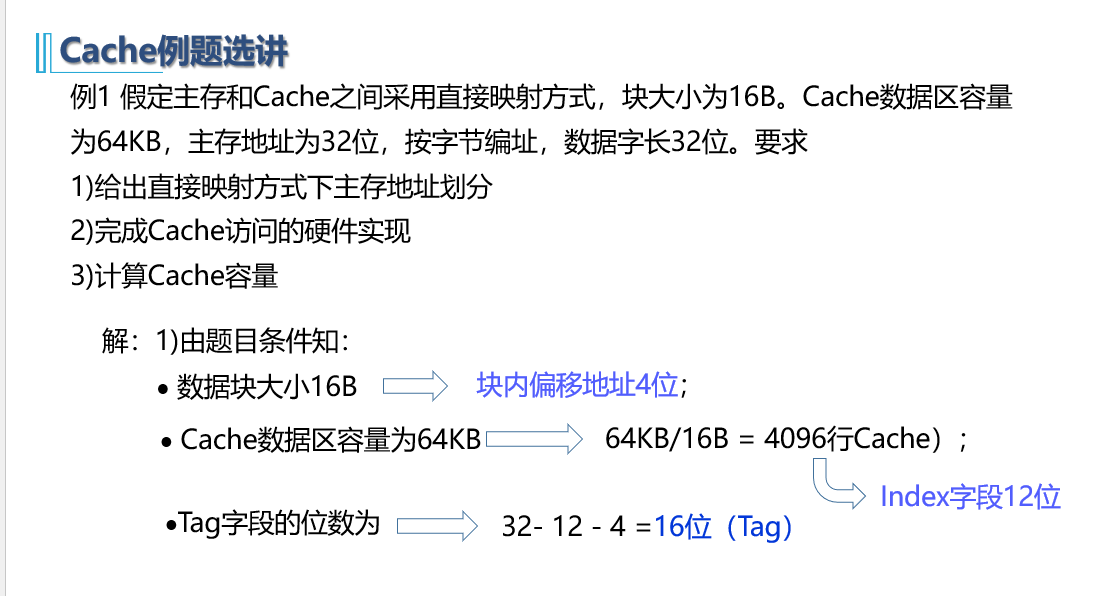 Cache例题选讲
例1 假定主存和Cache之间采用直接映射方式，块大小为16B。Cache数据区容量
为64KB，主存地址为32位，按字节编址，数据字长32位。要求
1)给出直接映射方式下主存地址划分
2)完成Cache访问的硬件实现
3)计算Cache容量
解：1)由题目条件知：
• 数据块大小16B 块内偏移地址4位；
• Cache数据区容量为64KB 64KB/16B = 4096行Cache）；
Index字段12位
•Tag字段的位数为 32- 12 - 4 =16位（Tag）